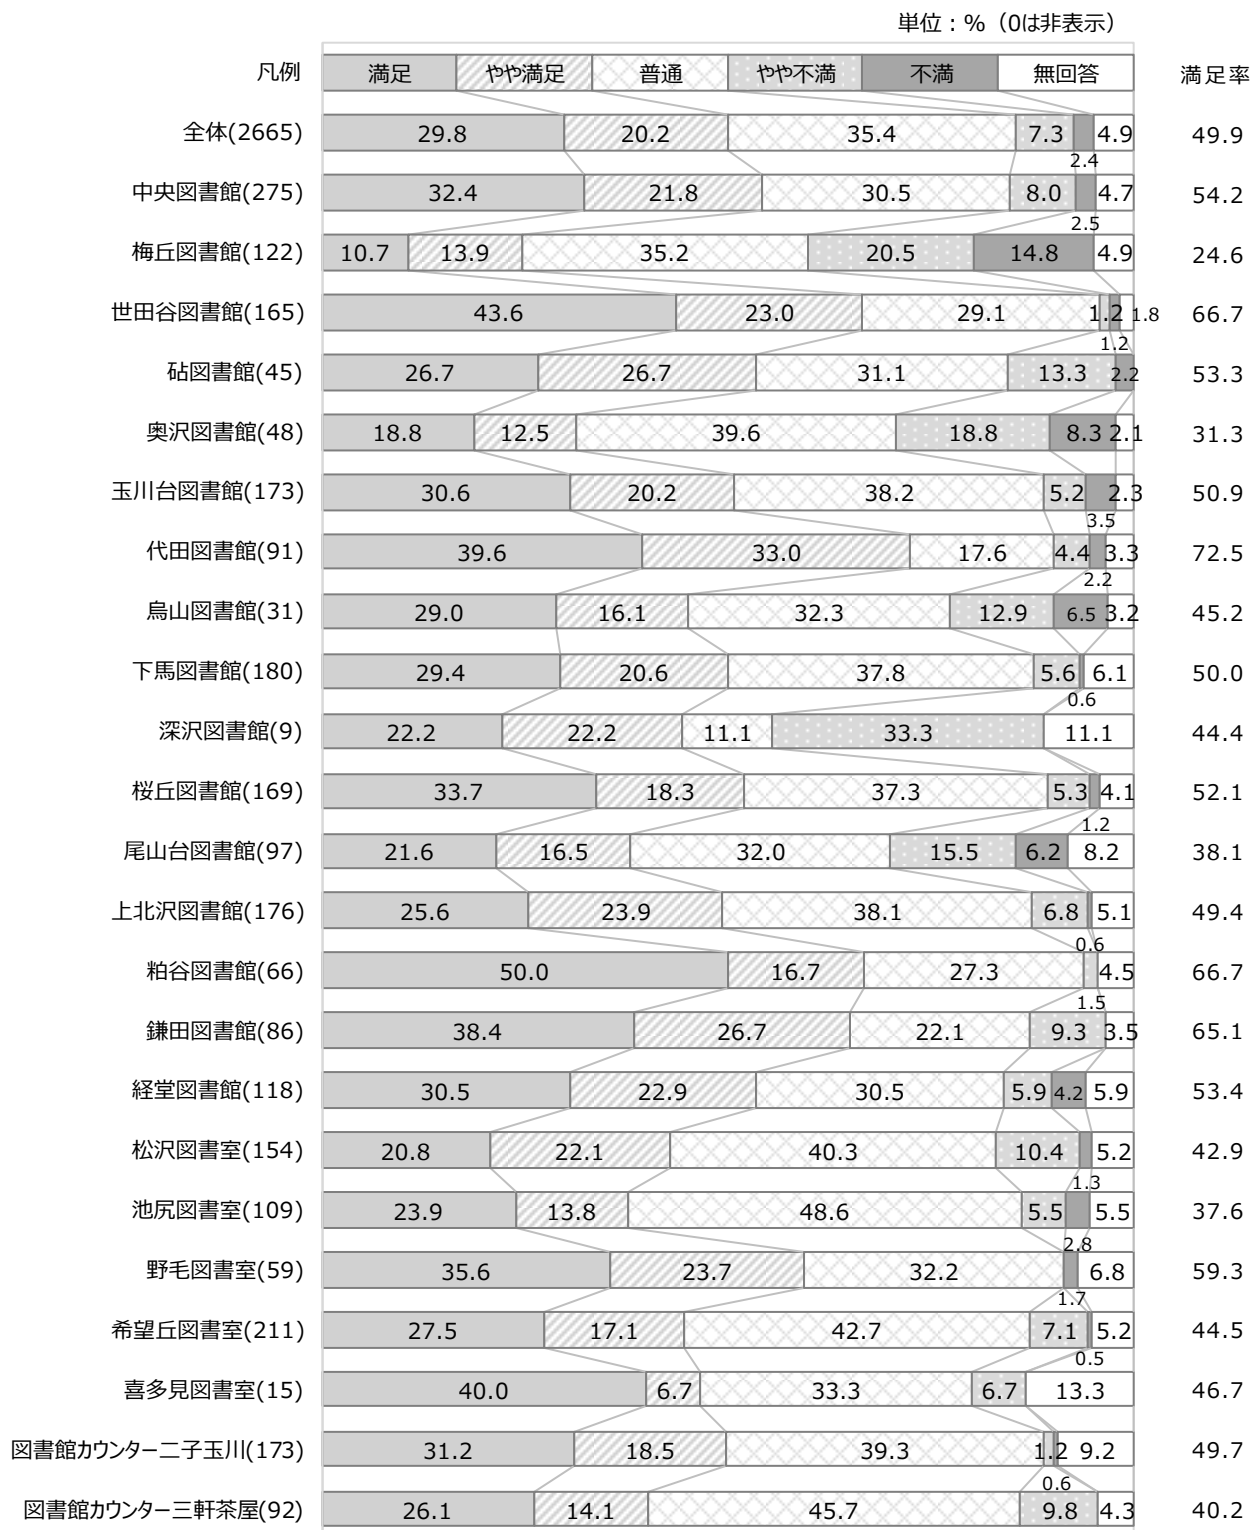 単位：%（0は非表示）
凡例 満足 やや満足 普通 やや不満 不満 無回答 満足率
全体(2665) 29.8 20.2 35.4 7.3 4.9 49.9
2.4
中央図書館(275) 32.4 21.8 30.5 8.0 4.7 54.2
2.5
梅丘図書館(122) 10.7 13.9 35.2 20.5 14.8 4.9 24.6
世田谷図書館(165) 43.6 23.0 29.1 1.2 1.8 66.7
1.2
砧図書館(45) 26.7 26.7 31.1 13.3 2.2 53.3
奥沢図書館(48) 18.8 12.5 39.6 18.8 8.3 2.1 31.3
玉川台図書館(173) 30.6 20.2 38.2 5.2 2.3 50.9
3.5
代田図書館(91) 39.6 33.0 17.6 4.4 3.3 72.5
2.2
烏山図書館(31) 29.0 16.1 32.3 12.9 6.5 3.2 45.2
下馬図書館(180) 29.4 20.6 37.8 5.6 6.1 50.0
0.6
深沢図書館(9) 22.2 22.2 11.1 33.3 11.1 44.4
桜丘図書館(169) 33.7 18.3 37.3 5.3 4.1 52.1
1.2
尾山台図書館(97) 21.6 16.5 32.0 15.5 6.2 8.2 38.1
上北沢図書館(176) 25.6 23.9 38.1 6.8 5.1 49.4
0.6
粕谷図書館(66) 50.0 16.7 27.3 4.5 66.7
1.5
鎌田図書館(86) 38.4 26.7 22.1 9.3 3.5 65.1
経堂図書館(118) 30.5 22.9 30.5 5.9 4.2 5.9 53.4
松沢図書室(154) 20.8 22.1 40.3 10.4 5.2 42.9
1.3
池尻図書室(109) 23.9 13.8 48.6 5.5 5.5 37.6
2.8
野毛図書室(59) 35.6 23.7 32.2 6.8 59.3
1.7
希望丘図書室(211) 27.5 17.1 42.7 7.1 5.2 44.5
0.5
喜多見図書室(15) 40.0 6.7 33.3 6.7 13.3 46.7
図書館カウンター二子玉川(173) 31.2 18.5 39.3 1.2 9.2 49.7
0.6
図書館カウンター三軒茶屋(92) 26.1 14.1 45.7 9.8 4.3 40.2